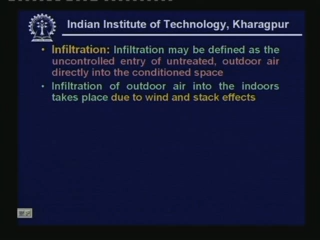 Indian Institute of Technology, Kharagpur
• Infiltration: Infiltration may be defined as the
uncontrolled entry of untreated, outdoor air
directly into the conditioned space
• Infiltration of outdoor air into the indoors
takes place due to wind and stack effects